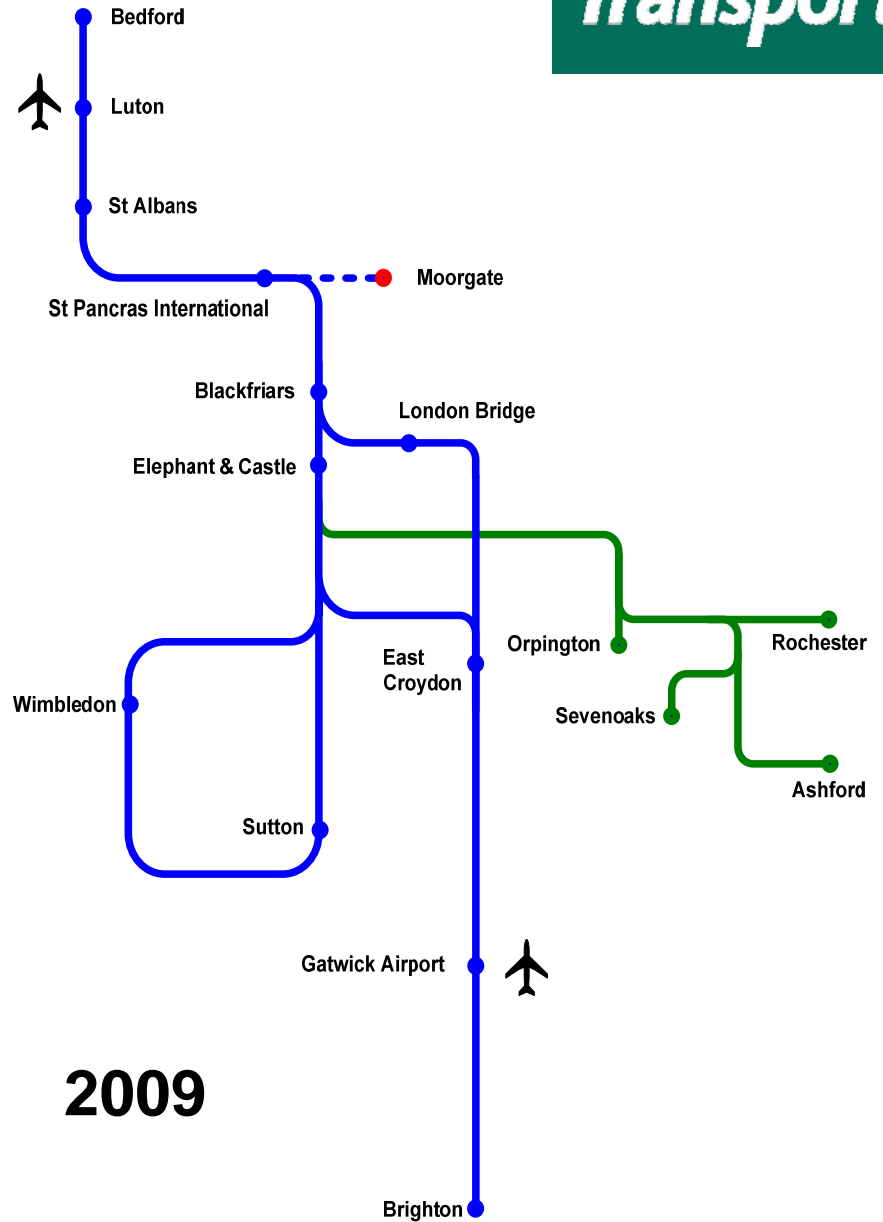 Transport
Bedford
Luton
St Albans
Moorgate
St Pancras International
Blackfriars
London Bridge
Elephant & Castle
Orpington
Rochester
East
Croydon
Wimbledon
Sevenoaks
Ashford
Sutton
Gatwick Airport
2009
Brighton